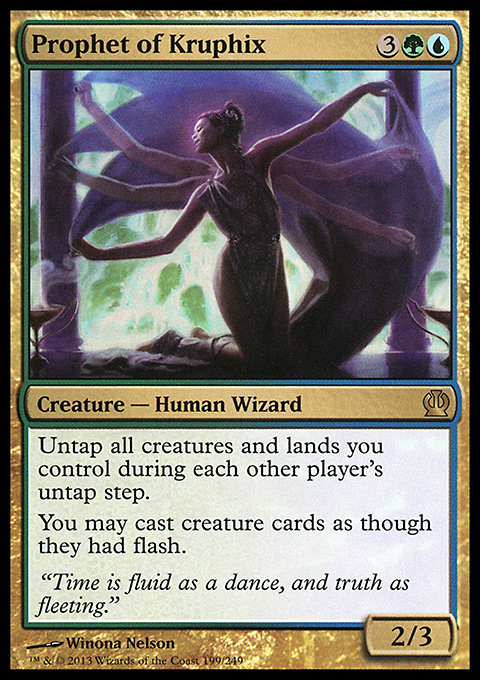 Prophet of Kruphix 3
Creature — Human Wizard
Untap all creatures and lands you
control during each other player's
untap step.
You may cast creature cards as though
they had flash.
"Time is fluid as a dance, and truth as
fleeting."
Winona Nelson
2/3
™ & © 2013 Wizards of the Coast 199/249